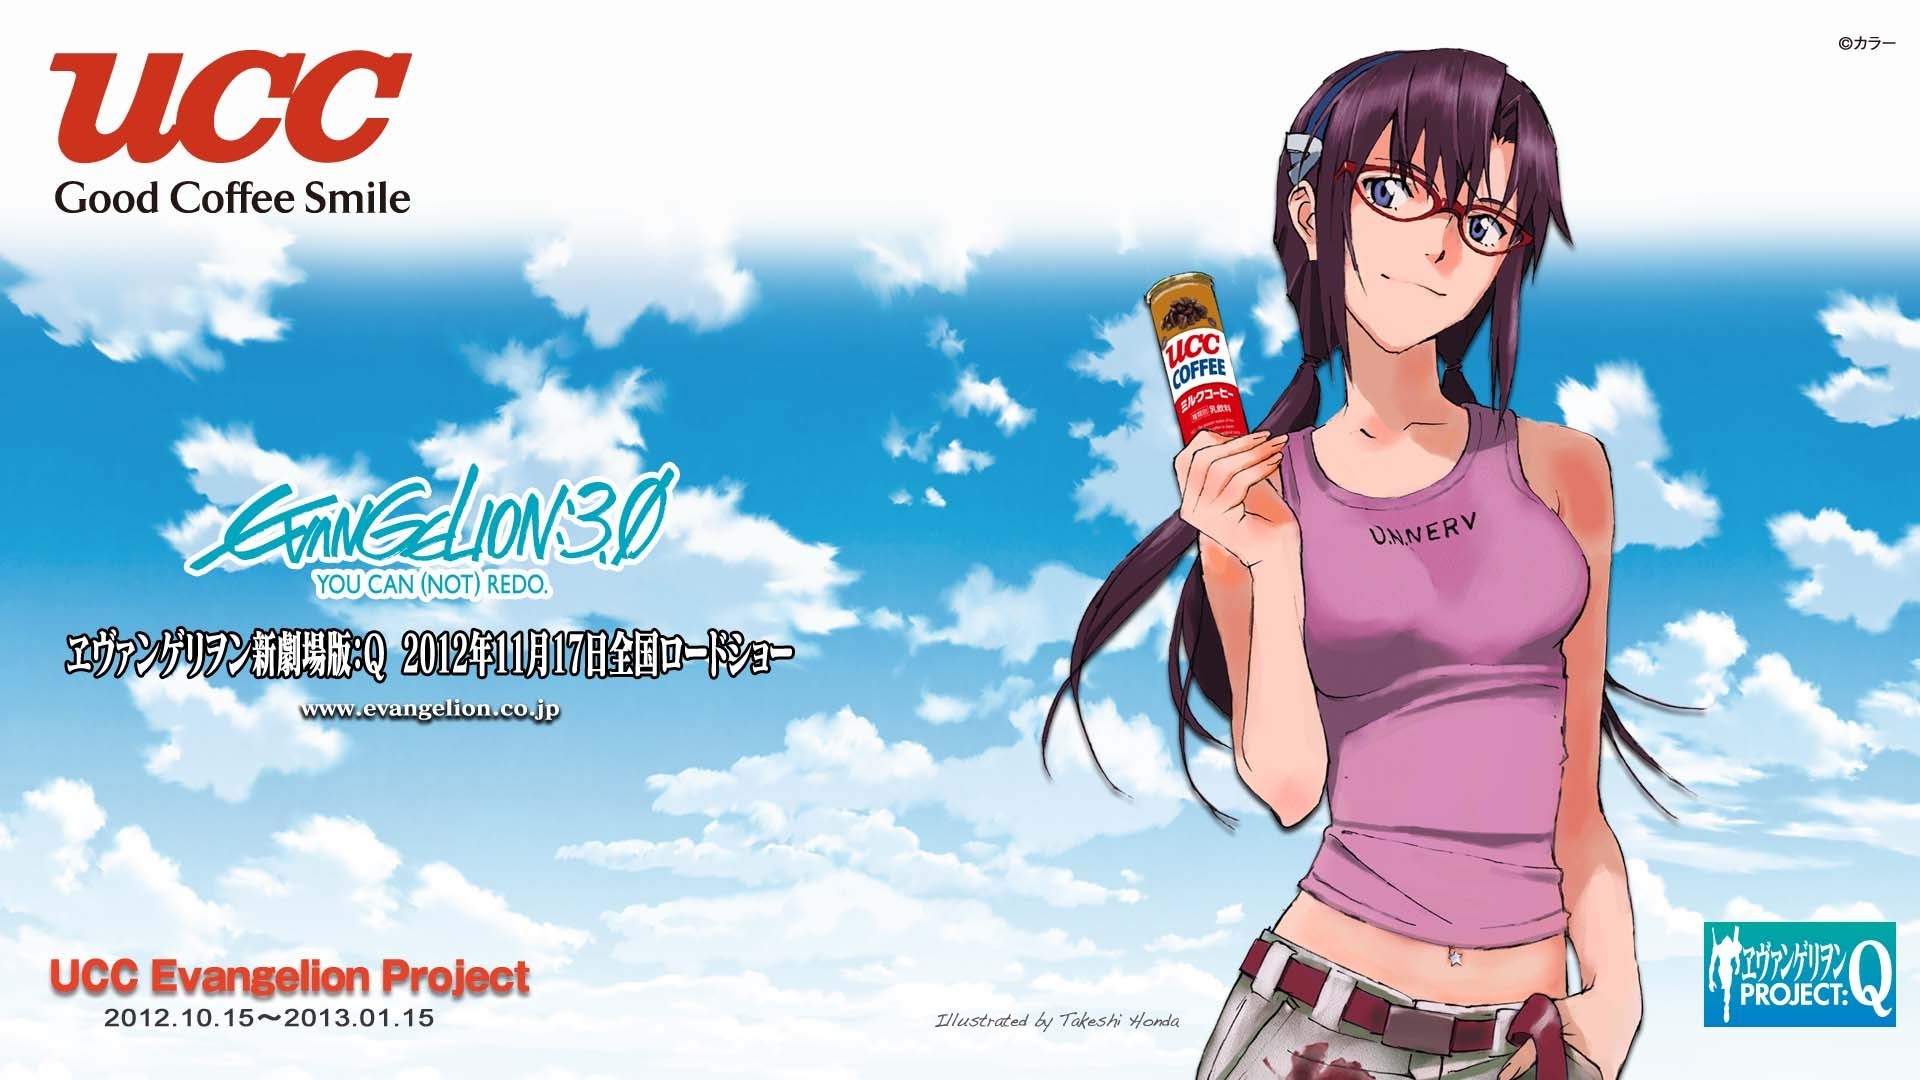 ©カラー
ucc
Good Coffee Smile
UCC
COFFEE
ミルクコーヒー
種類別 乳飲料
U.N.NERV
EVANGELION:3.0
YOU CAN (NOT) REDO.
ヱヴァンゲリヲン新劇場版:Q 2012年11月17日全国ロードショー
www.evangelion.co.jp
ヱヴァンゲリヲン
PROJECT:Q
UCC Evangelion Project
2012.10.15〜2013.01.15
Illustrated by Takeshi Honda